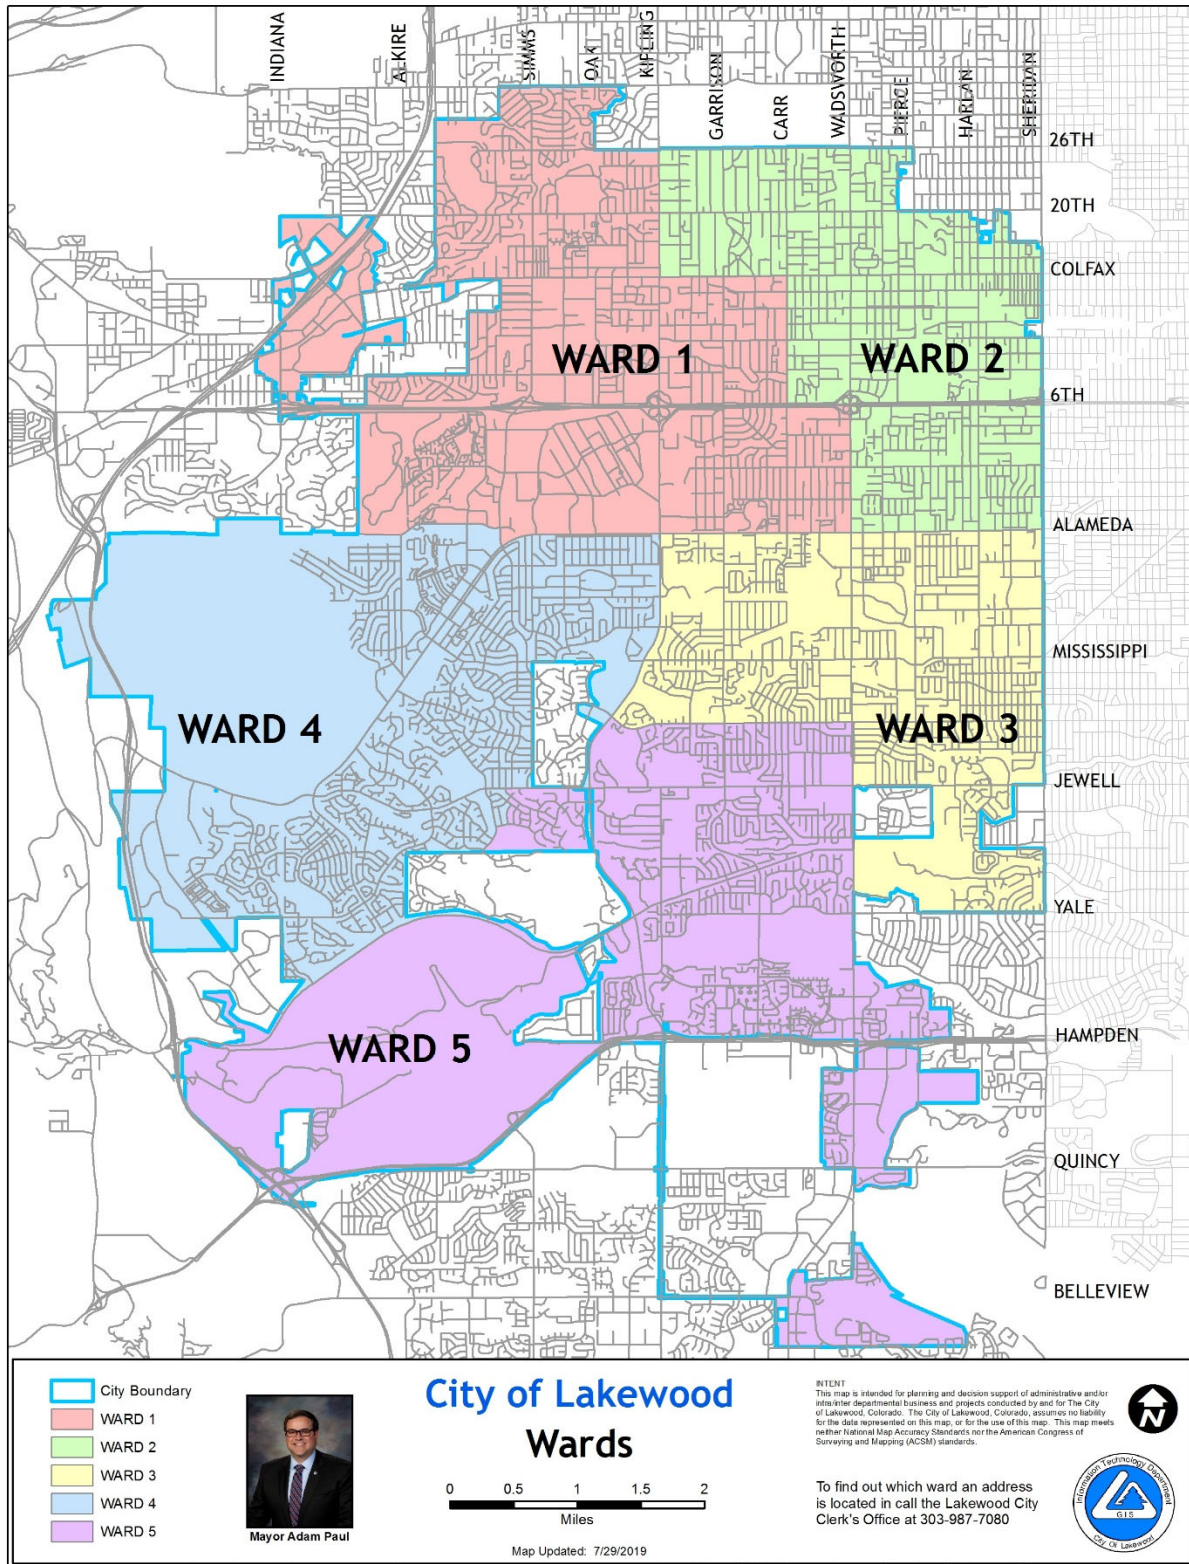 INDIANA
ALKIRE
SIMMS
OAK
KIPLING
GARRISON
CARR
WADSWORTH
PIERCE
HARLAN
SHERIDAN
26TH
20TH
COLFAX
WARD 1
WARD 2
6TH
ALAMEDA
MISSISSIPPI
WARD 4
WARD 3
JEWELL
YALE
WARD 5
HAMPDEN
QUINCY
BELLEVIEW
City Boundary
WARD 1
WARD 2
WARD 3
WARD 4
WARD 5
Mayor Adam Paul
City of Lakewood
Wards
0 0.5 1 1.5 2
Miles
Map Updated: 7/29/2019
INTENT
This map is intended for planning and decision support of administrative and/or
intra/inter departmental business and projects conducted by and for The City
of Lakewood, Colorado. The City of Lakewood, Colorado, assumes no liability
for the data represented on this map, or for the use of this map. This map meets
neither National Map Accuracy Standards nor the American Congress of
Surveying and Mapping (ACSM) standards.
To find out which ward an address
is located in call the Lakewood City
Clerk's Office at 303-987-7080
N
Information Technology Department
GIS
City Of Lakewood